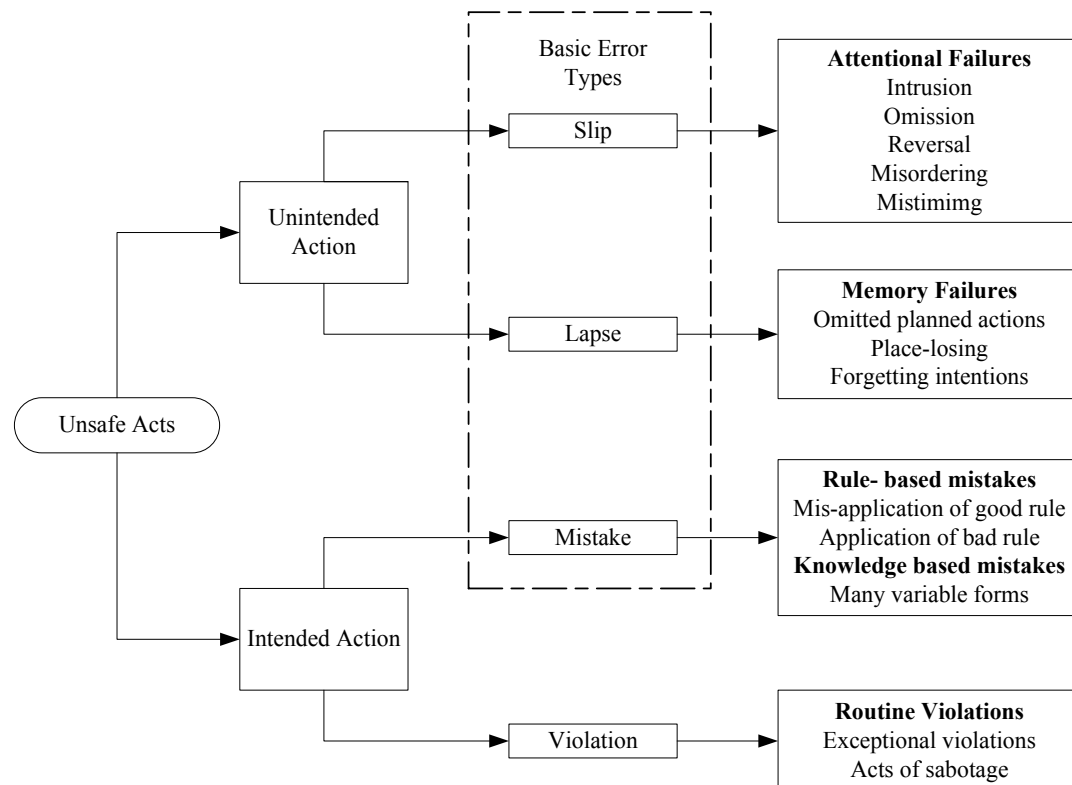 Basic Error
Types
Slip
Attentional Failures
Intrusion
Omission
Reversal
Misordering
Mistimimg
Unintended
Action
Lapse
Memory Failures
Omitted planned actions
Place-losing
Forgetting intentions
Unsafe Acts
Mistake
Rule- based mistakes
Mis-application of good rule
Application of bad rule
Knowledge based mistakes
Many variable forms
Intended Action
Violation
Routine Violations
Exceptional violations
Acts of sabotage